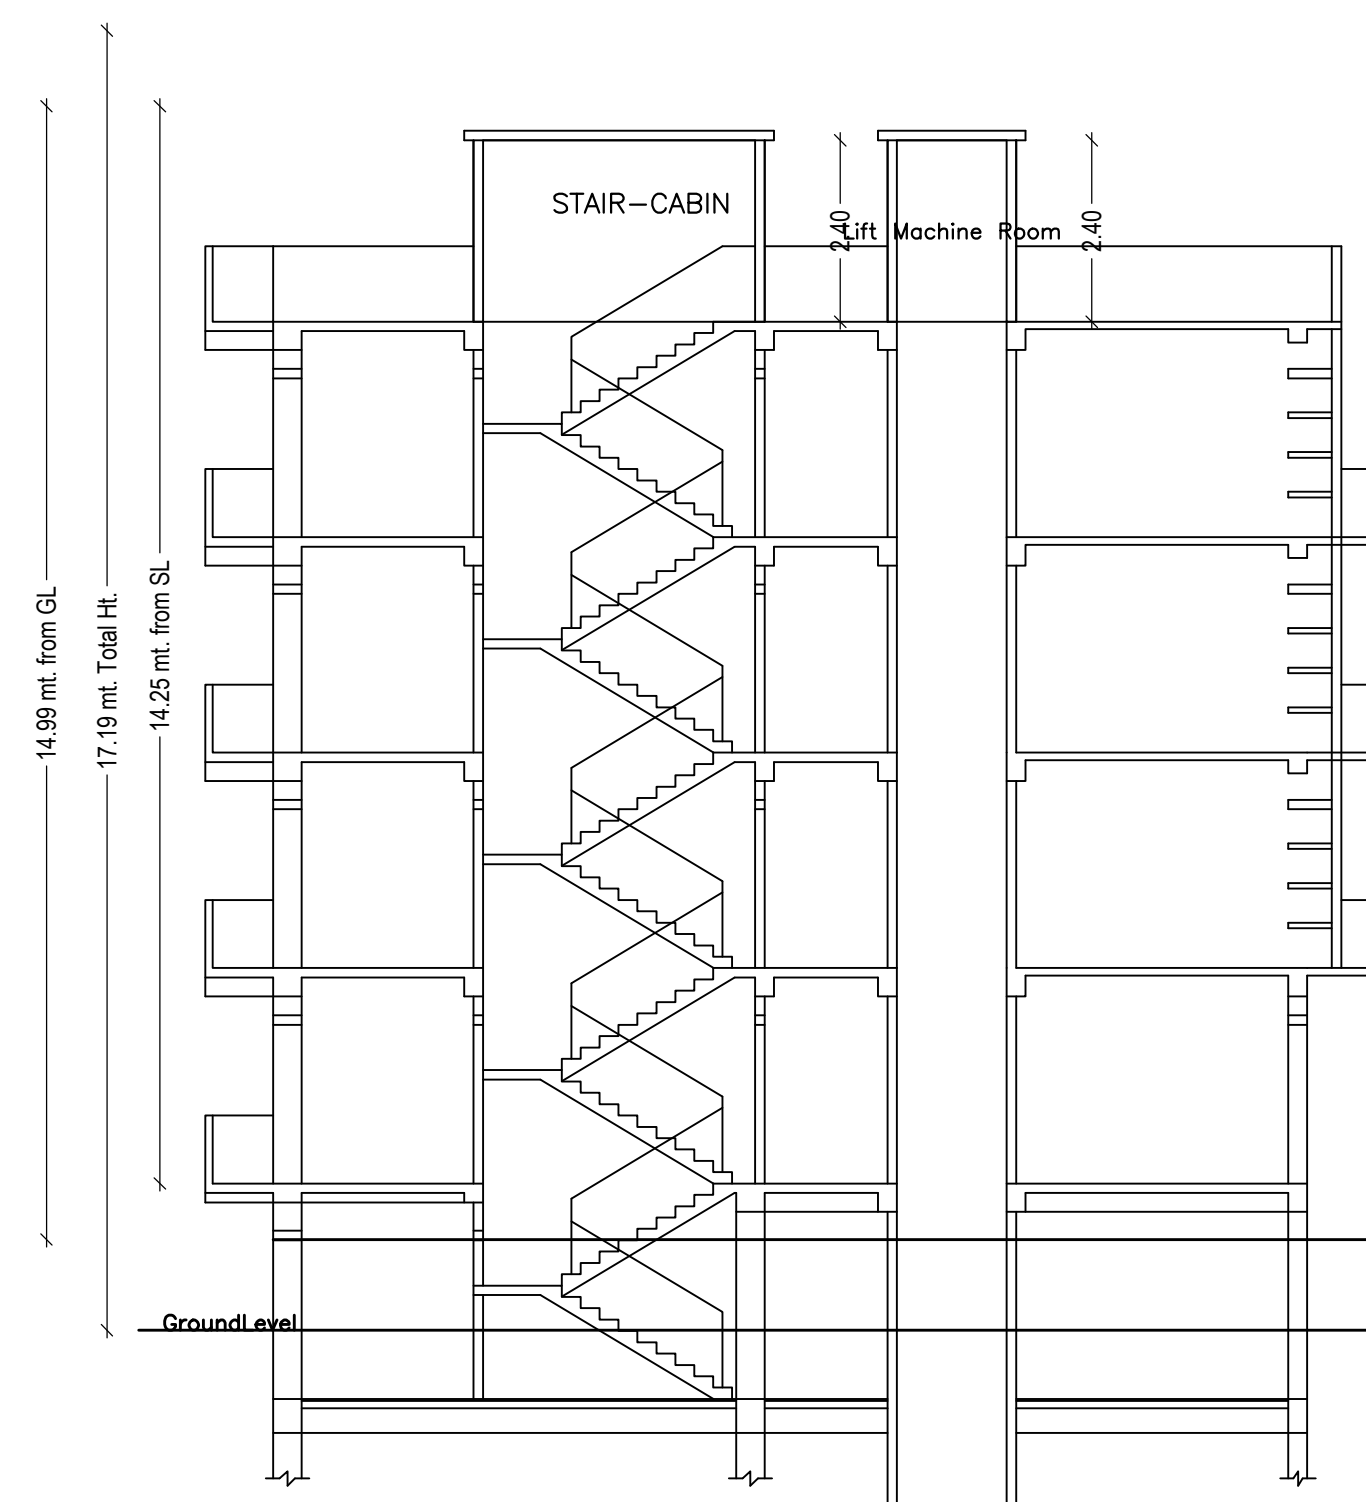 STAIR-CABIN
2.40
Lift Machine Room
2.40
14.99 mt. from GL
17.19 mt. Total Ht.
14.25 mt. from SL
GroundLevel